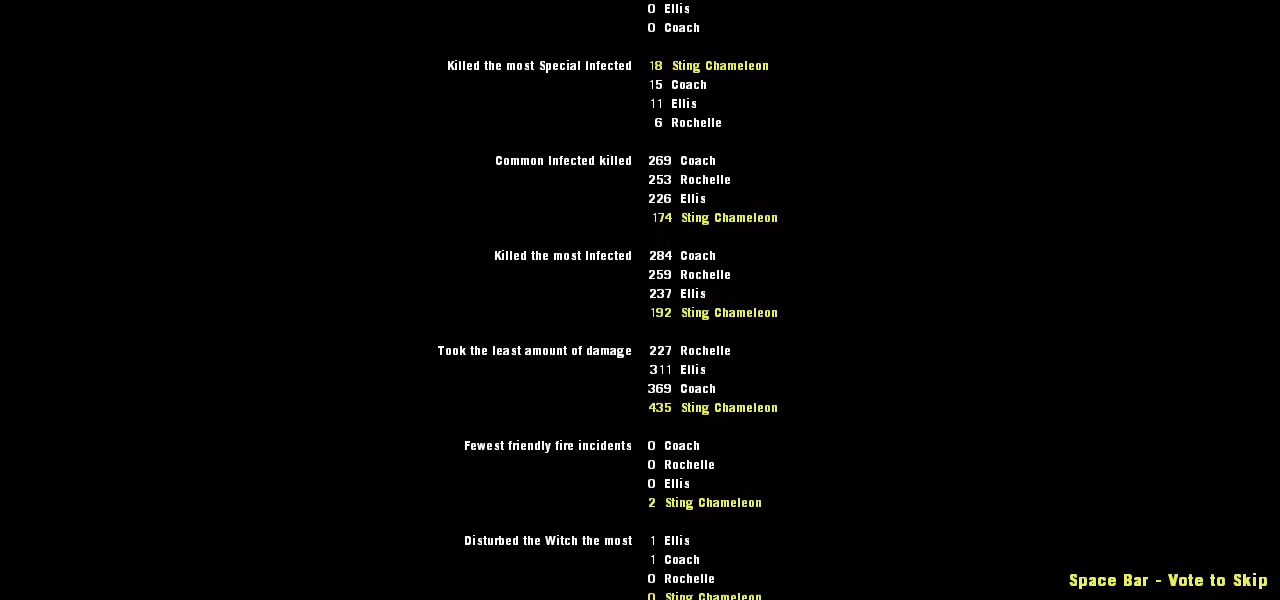 0 Ellis
0 Coach
Killed the most Special Infected 18 Sting Chameleon
15 Coach
11 Ellis
6 Rochelle
Common Infected killed 269 Coach
253 Rochelle
226 Ellis
174 Sting Chameleon
Killed the most Infected 284 Coach
259 Rochelle
237 Ellis
192 Sting Chameleon
Took the least amount of damage 227 Rochelle
311 Ellis
369 Coach
435 Sting Chameleon
Fewest friendly fire incidents 0 Coach
0 Rochelle
0 Ellis
2 Sting Chameleon
Disturbed the Witch the most 1 Ellis
1 Coach
0 Rochelle
0 Sting Chameleon
Space Bar - Vote to Skip